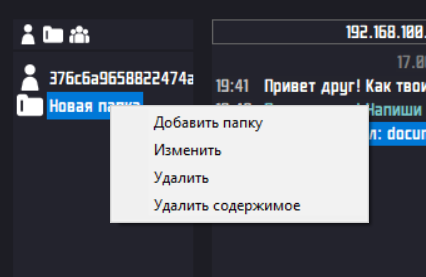 192.168.100.
17.0
376c6a9658822474a
19:41 Привет друг! Как твои
Новая папка
Напиши
л: docum
Добавить папку
Изменить
Удалить
Удалить содержимое